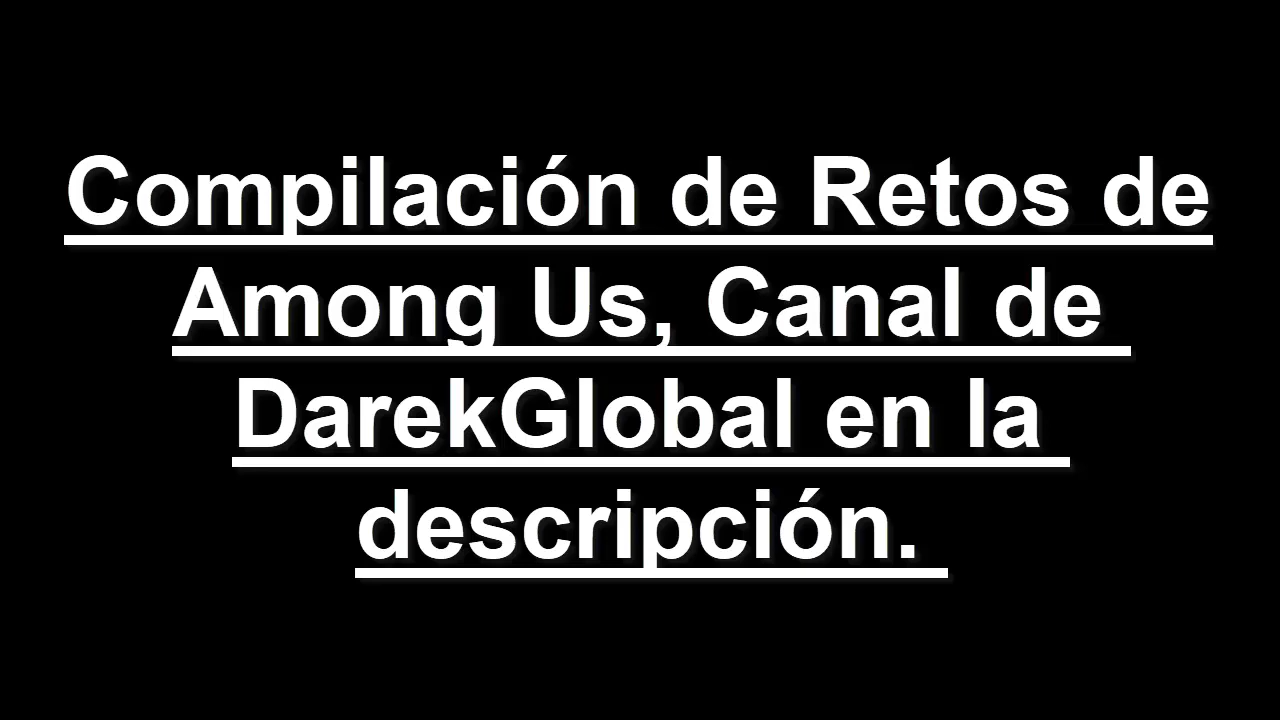 Compilación de Retos de
Among Us, Canal de
DarekGlobal en la
descripción.